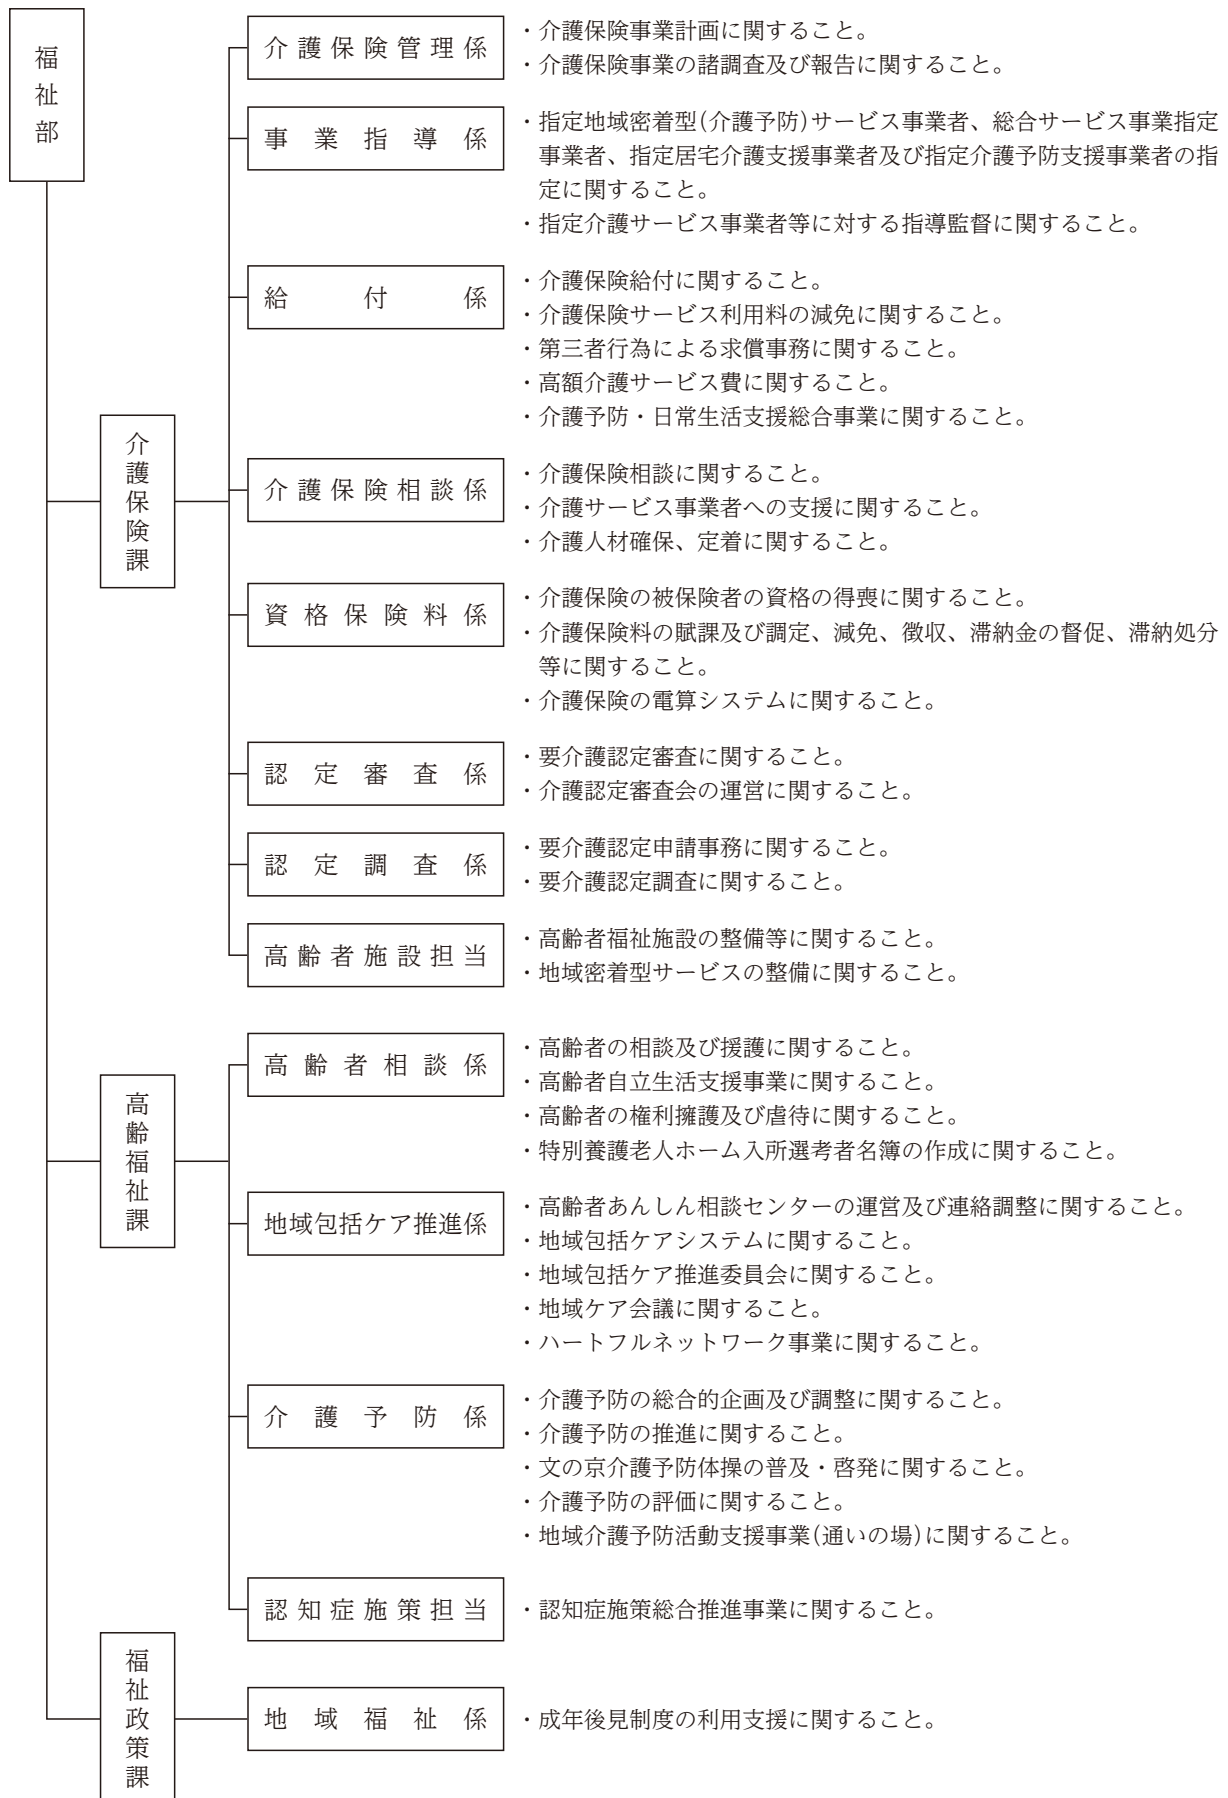 福祉部
介護保険課
介護保険管理係
・介護保険事業計画に関すること。
・介護保険事業の諸調査及び報告に関すること。
事業指導係
・指定地域密着型(介護予防)サービス事業者、総合サービス事業指定
事業者、指定居宅介護支援事業者及び指定介護予防支援事業者の指
定に関すること。
・指定介護サービス事業者等に対する指導監督に関すること。
給付係
・介護保険給付に関すること。
・介護保険サービス利用料の減免に関すること。
・第三者行為による求償事務に関すること。
・高額介護サービス費に関すること。
・介護予防・日常生活支援総合事業に関すること。
介護保険相談係
・介護保険相談に関すること。
・介護サービス事業者への支援に関すること。
・介護人材確保、定着に関すること。
資格保険料係
・介護保険の被保険者の資格の得喪に関すること。
・介護保険料の賦課及び調定、減免、徴収、滞納金の督促、滞納処分
等に関すること。
・介護保険の電算システムに関すること。
認定審査係
・要介護認定審査に関すること。
・介護認定審査会の運営に関すること。
認定調査係
・要介護認定申請事務に関すること。
・要介護認定調査に関すること。
高齢者施設担当
・高齢者福祉施設の整備等に関すること。
・地域密着型サービスの整備に関すること。
高齢福祉課
高齢者相談係
・高齢者の相談及び援護に関すること。
・高齢者自立生活支援事業に関すること。
・高齢者の権利擁護及び虐待に関すること。
・特別養護老人ホーム入所選考者名簿の作成に関すること。
地域包括ケア推進係
・高齢者あんしん相談センターの運営及び連絡調整に関すること。
・地域包括ケアシステムに関すること。
・地域包括ケア推進委員会に関すること。
・地域ケア会議に関すること。
・ハートフルネットワーク事業に関すること。
介護予防係
・介護予防の総合的企画及び調整に関すること。
・介護予防の推進に関すること。
・文の京介護予防体操の普及・啓発に関すること。
・介護予防の評価に関すること。
・地域介護予防活動支援事業(通いの場)に関すること。
認知症施策担当
・認知症施策総合推進事業に関すること。
福祉政策課
地域福祉係
・成年後見制度の利用支援に関すること。